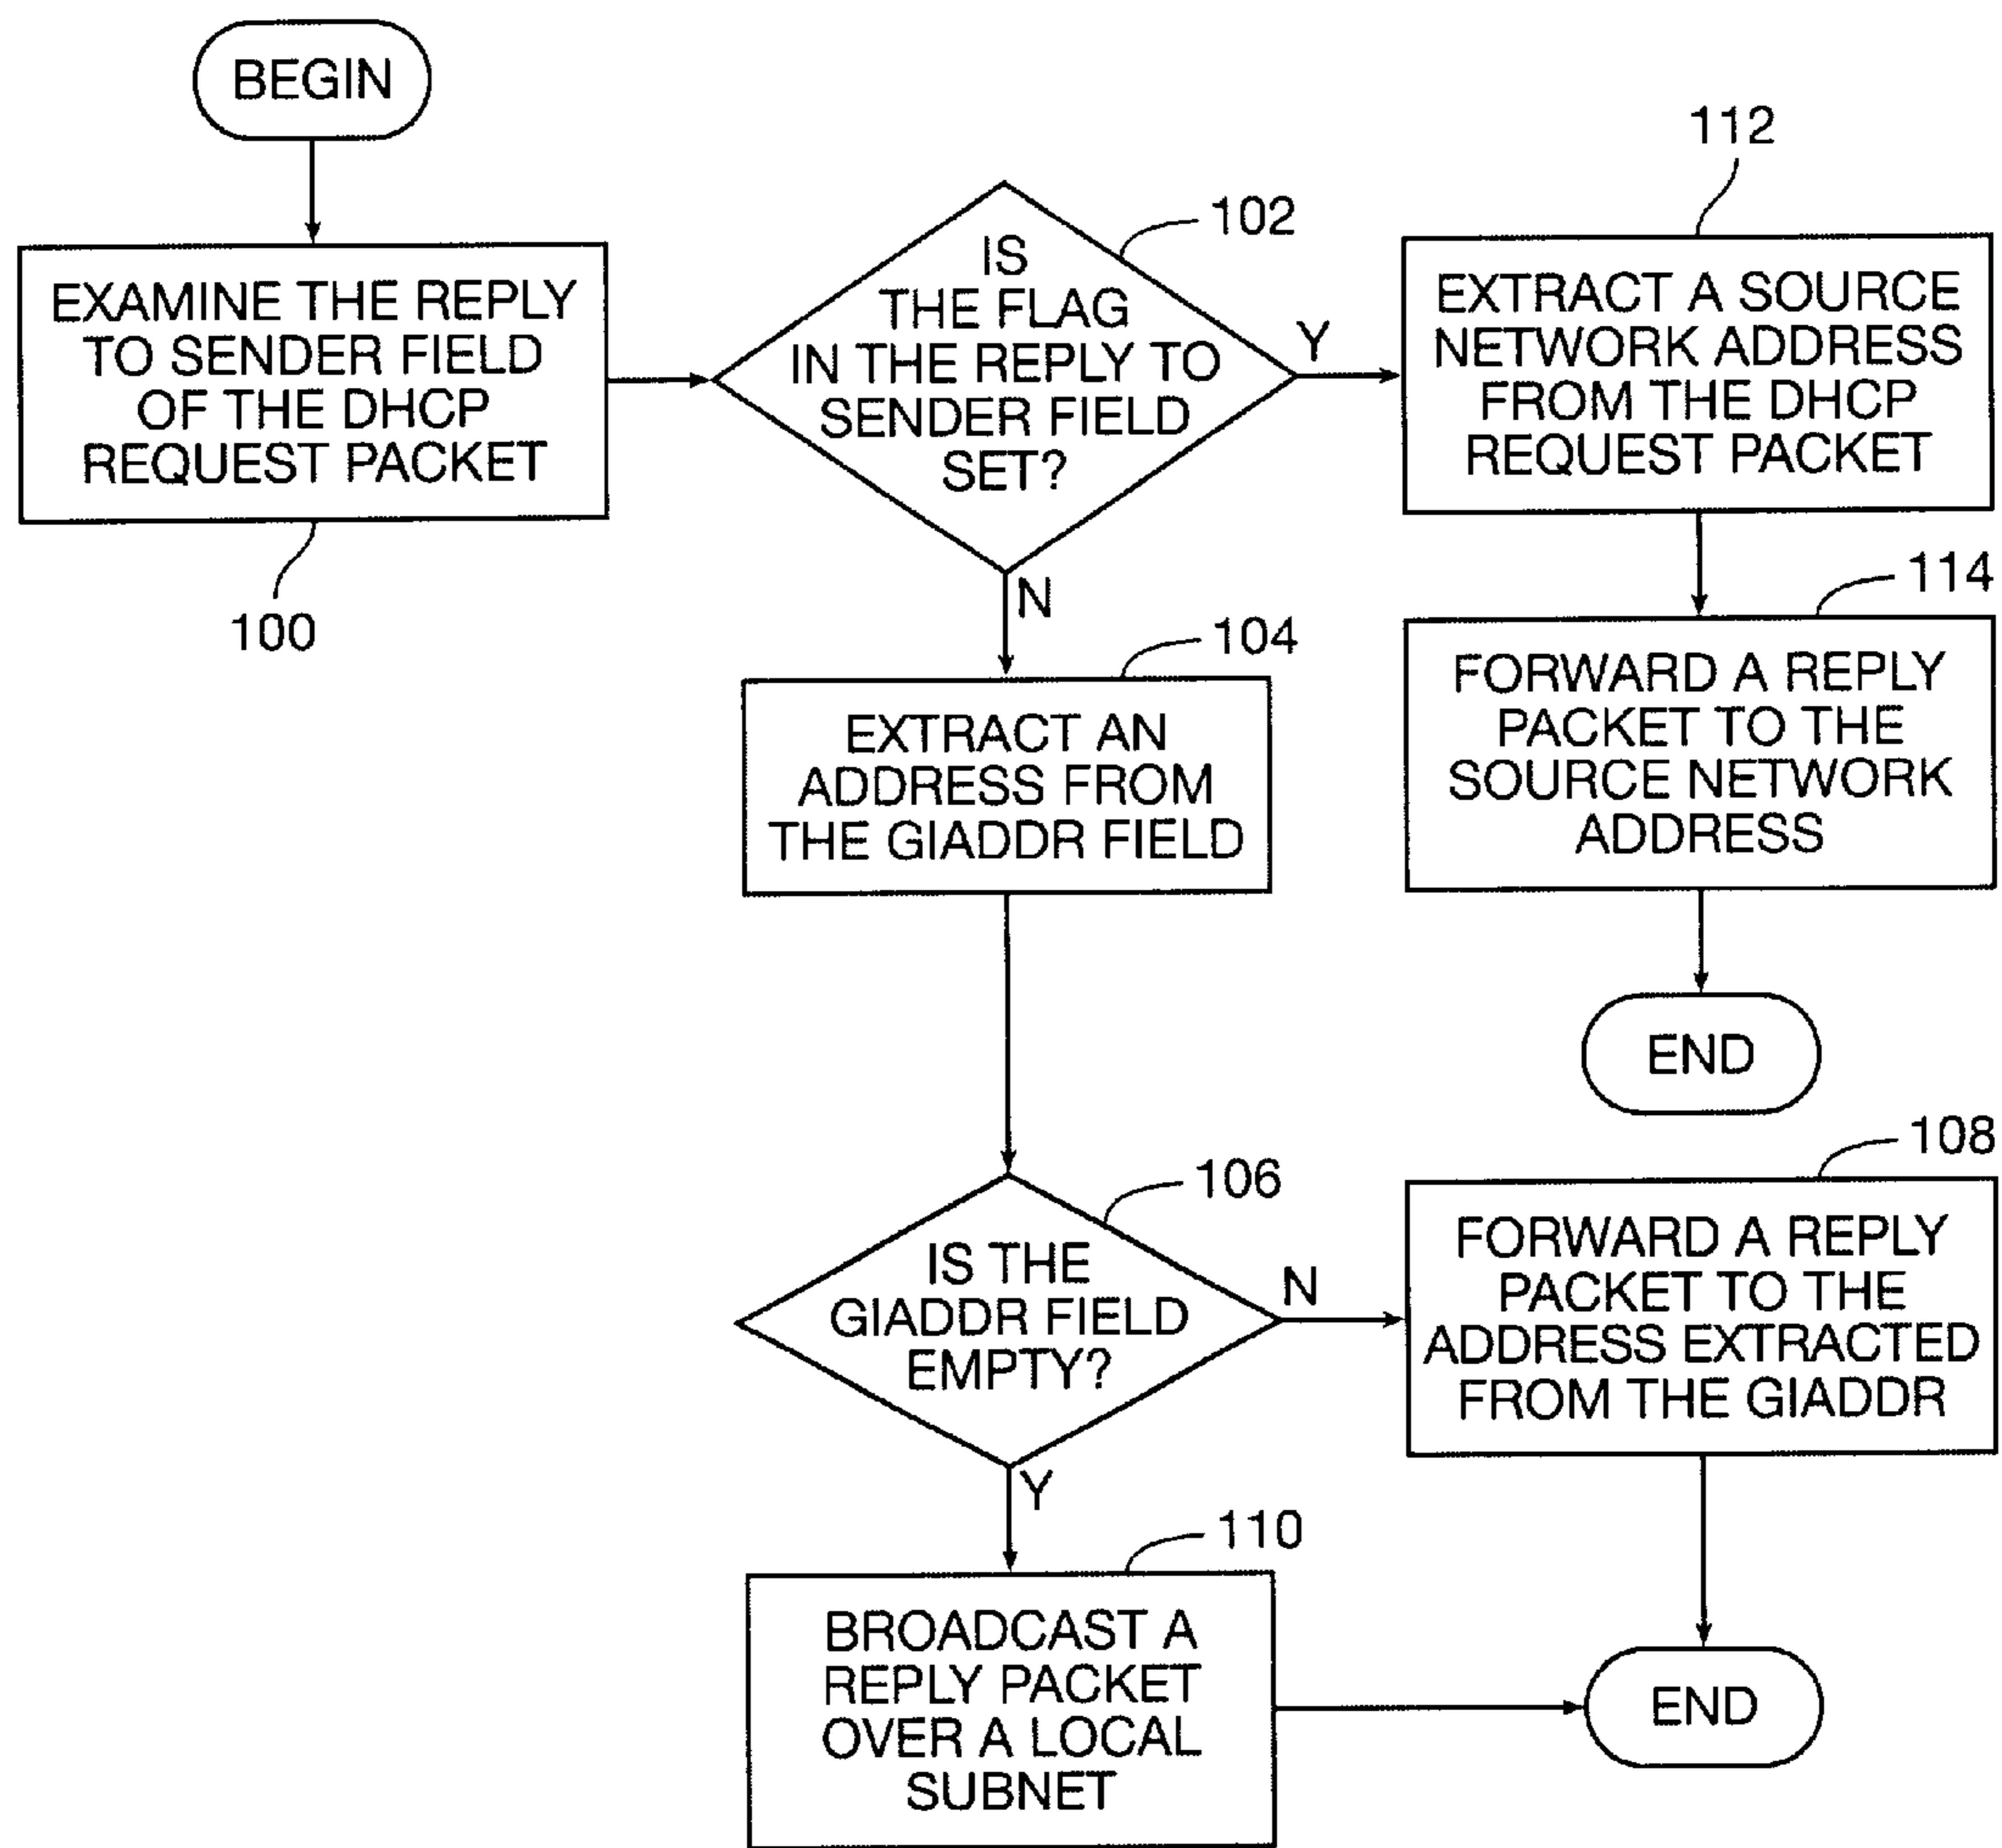 BEGIN
EXAMINE THE REPLY
TO SENDER FIELD
OF THE DHCP
REQUEST PACKET
100
102
IS
THE FLAG
IN THE REPLY TO
SENDER FIELD
SET?
Y
N
112
EXTRACT A SOURCE
NETWORK ADDRESS
FROM THE DHCP
REQUEST PACKET
114
FORWARD A REPLY
PACKET TO THE
SOURCE NETWORK
ADDRESS
END
104
EXTRACT AN
ADDRESS FROM
THE GIADDR FIELD
106
IS THE
GIADDR FIELD
EMPTY?
N
Y
108
FORWARD A REPLY
PACKET TO THE
ADDRESS EXTRACTED
FROM THE GIADDR
110
BROADCAST A
REPLY PACKET
OVER A LOCAL
SUBNET
END